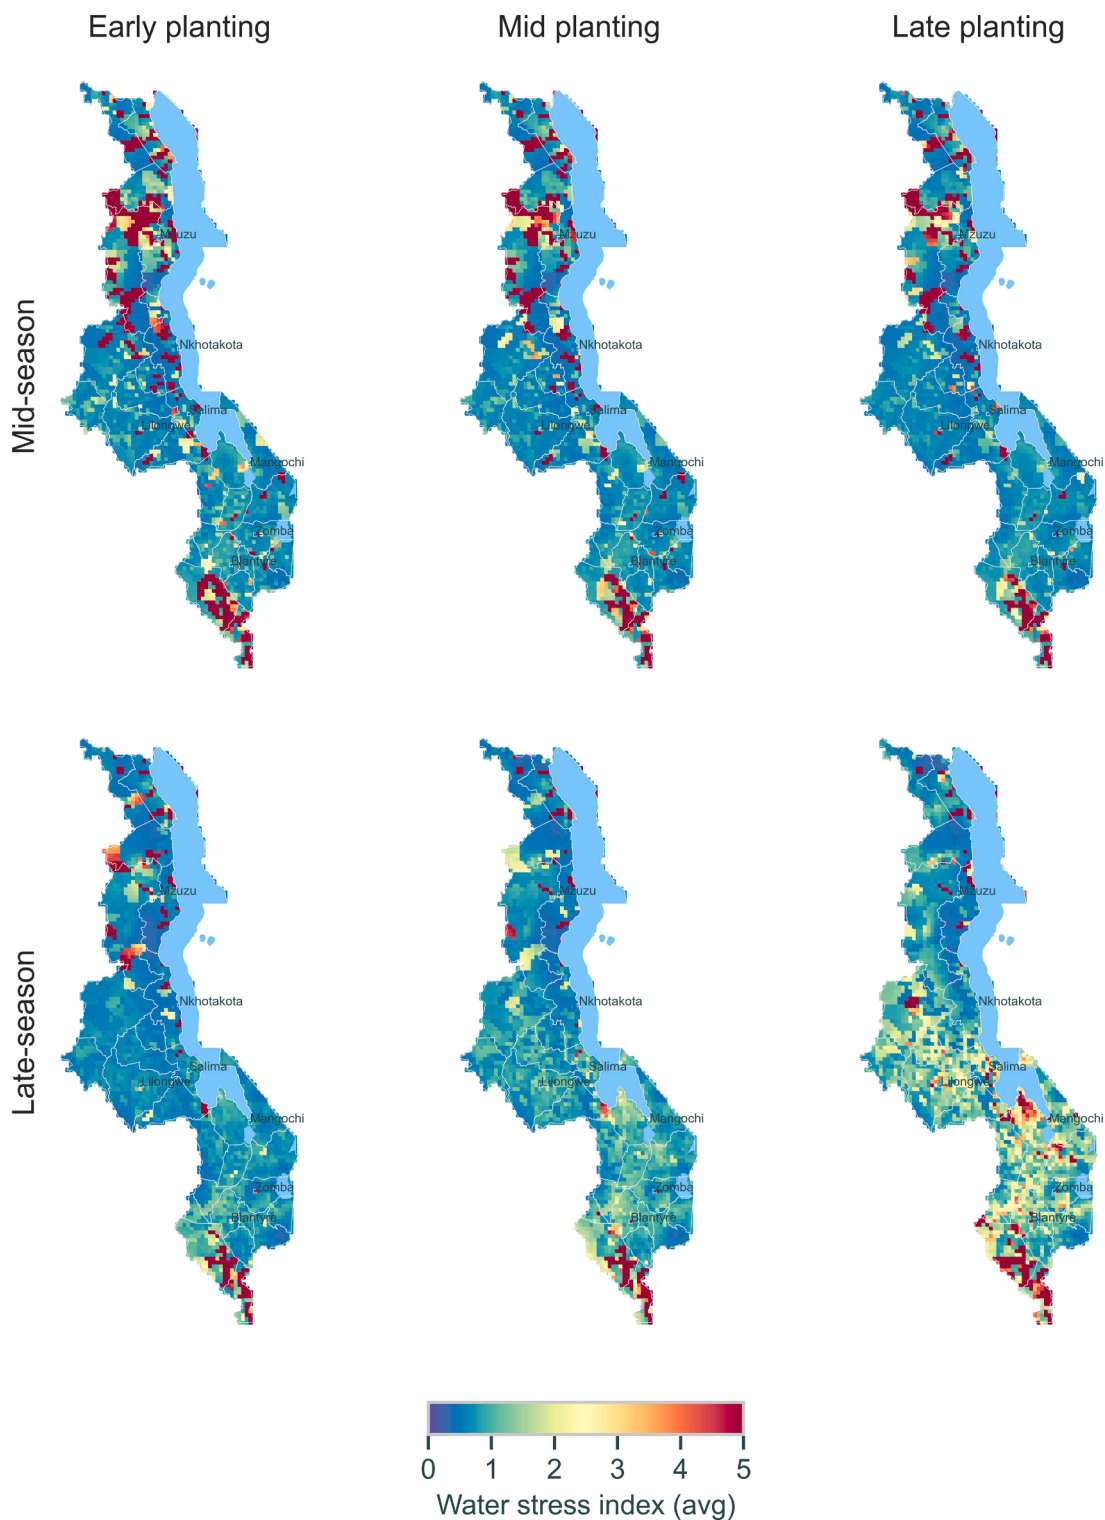 Early planting
Mid planting
Late planting
Mid-season
Mzuzu
Nkhotakota
Salima
Lilongwe
Mangochi
Zomba
Blantyre
Mzuzu
Nkhotakota
Salima
Lilongwe
Mangochi
Zomba
Blantyre
Mzuzu
Nkhotakota
Salima
Lilongwe
Mangochi
Zomba
Blantyre
Late-season
Mzuzu
Nkhotakota
Salima
Lilongwe
Mangochi
Zomba
Blantyre
Mzuzu
Nkhotakota
Salima
Lilongwe
Mangochi
Zomba
Blantyre
Mzuzu
Nkhotakota
Salima
Lilongwe
Mangochi
Zomba
Blantyre
0 1 2 3 4 5
Water stress index (avg)